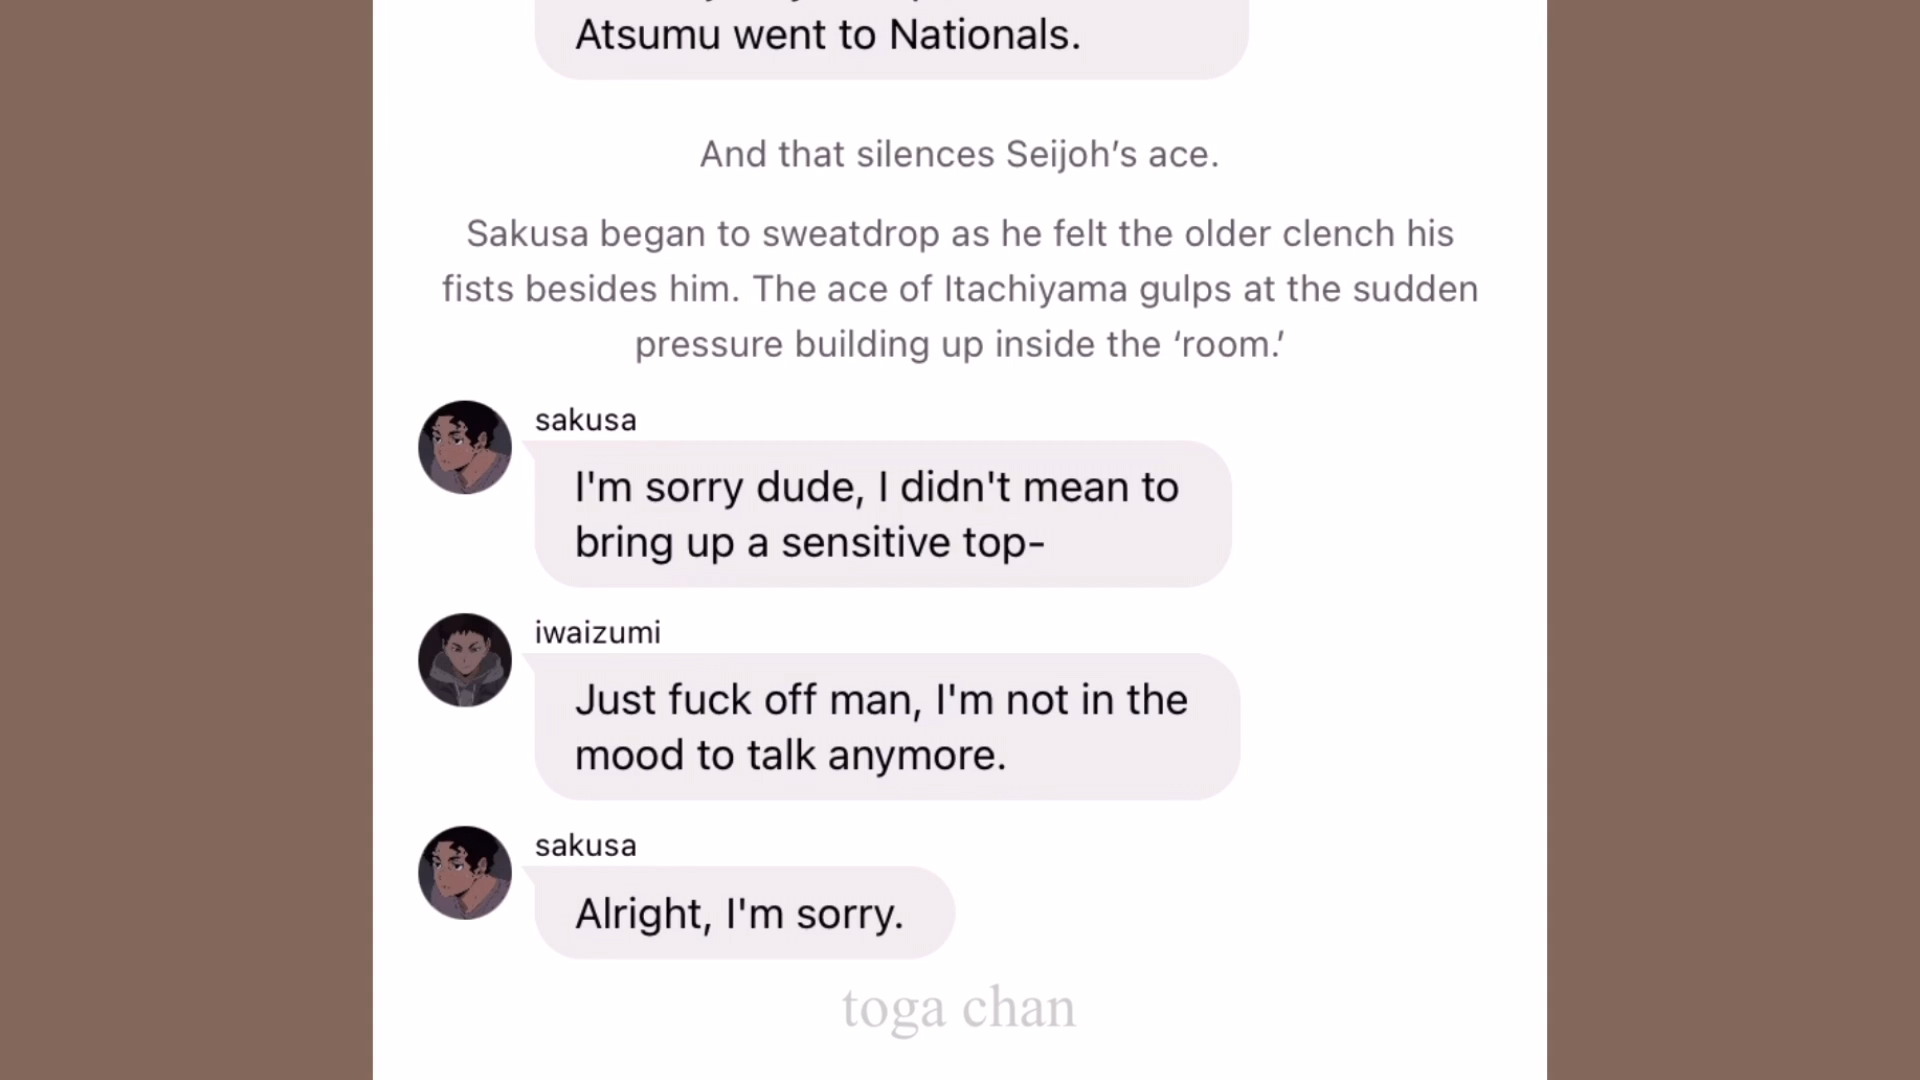 Atsumu went to Nationals.
And that silences Seijoh’s ace.
Sakusa began to sweatdrop as he felt the older clench his
fists besides him. The ace of Itachiyama gulps at the sudden
pressure building up inside the ‘room.’
sakusa
I'm sorry dude, I didn't mean to
bring up a sensitive top-
iwaizumi
Just fuck off man, I'm not in the
mood to talk anymore.
sakusa
Alright, I'm sorry.
toga chan